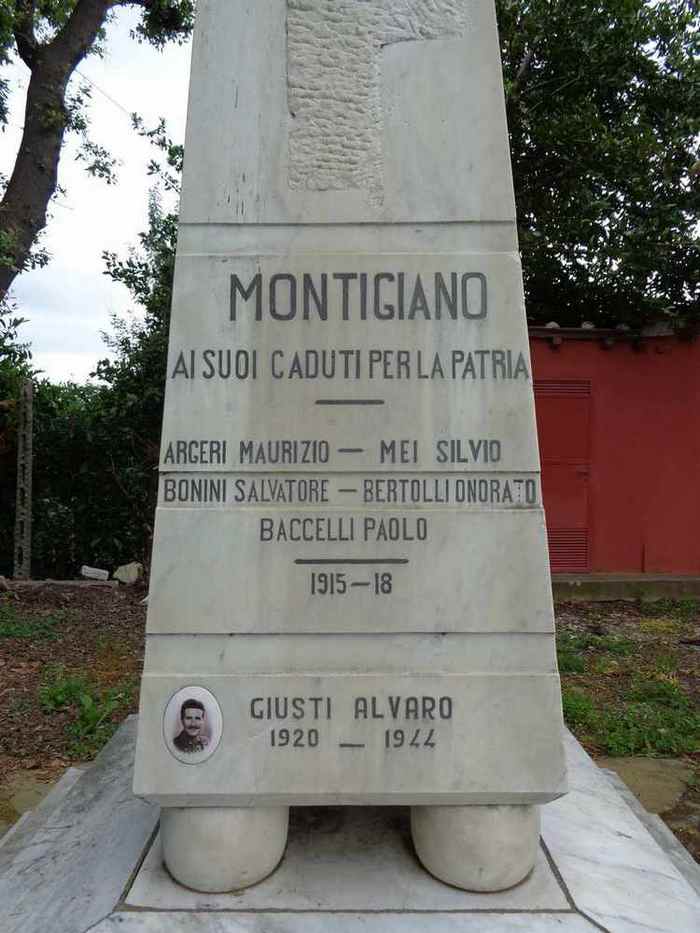 MONTIGIANO
AI SUOI CADUTI PER LA PATRIA
ARGERI MAURIZIO — MEI SILVIO
BONINI SALVATORE — BERTOLLI ONORATO
BACCELLI PAOLO
1915-18
GIUSTI ALVARO
1920 — 1944